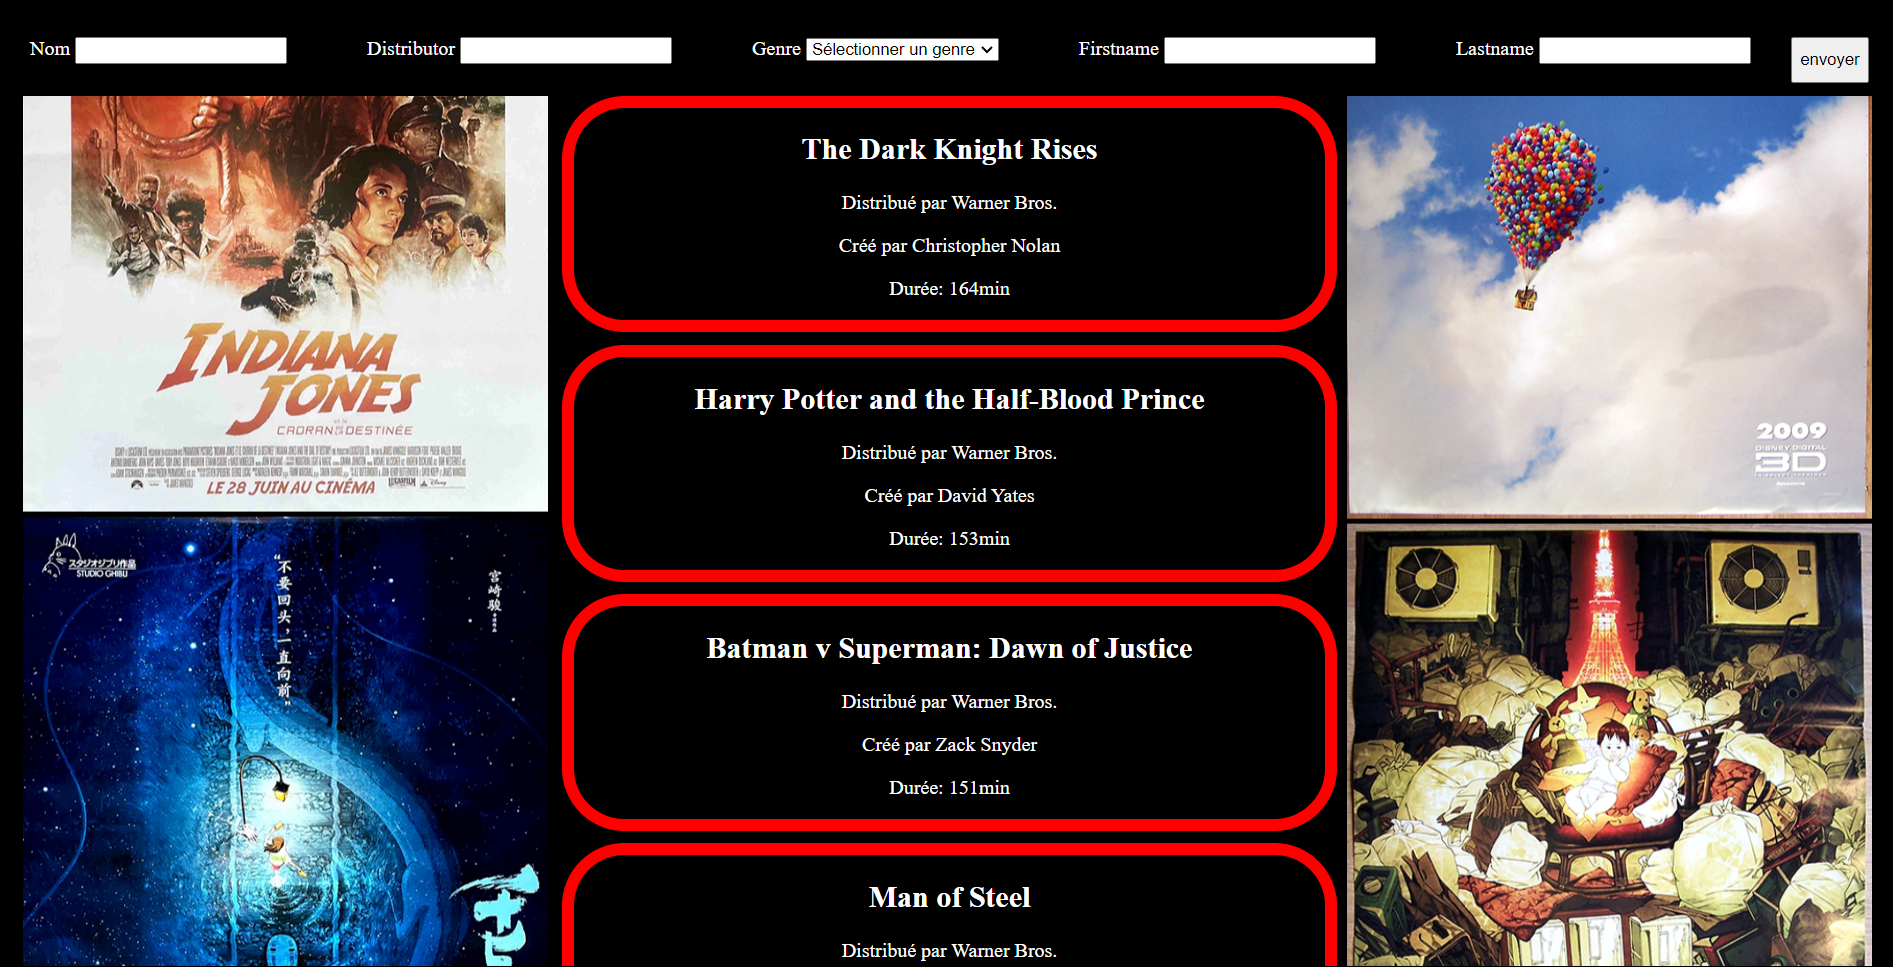 Nom
Distributor
Genre Sélectionner un genre
Firstname
Lastname
envoyer
INDIANA
JONES
et le
CADRAN DE LA DESTINÉE
LE 28 JUIN AU CINÉMA
LUCASFILM
Disney
スタジオジブリ作品
STUDIO GHIBLI
“不要回头，一直向前”
宮崎駿
The Dark Knight Rises
Distribué par Warner Bros.
Créé par Christopher Nolan
Durée: 164min
Harry Potter and the Half-Blood Prince
Distribué par Warner Bros.
Créé par David Yates
Durée: 153min
Batman v Superman: Dawn of Justice
Distribué par Warner Bros.
Créé par Zack Snyder
Durée: 151min
Man of Steel
Distribué par Warner Bros.
2009
DISNEY DIGITAL
3D